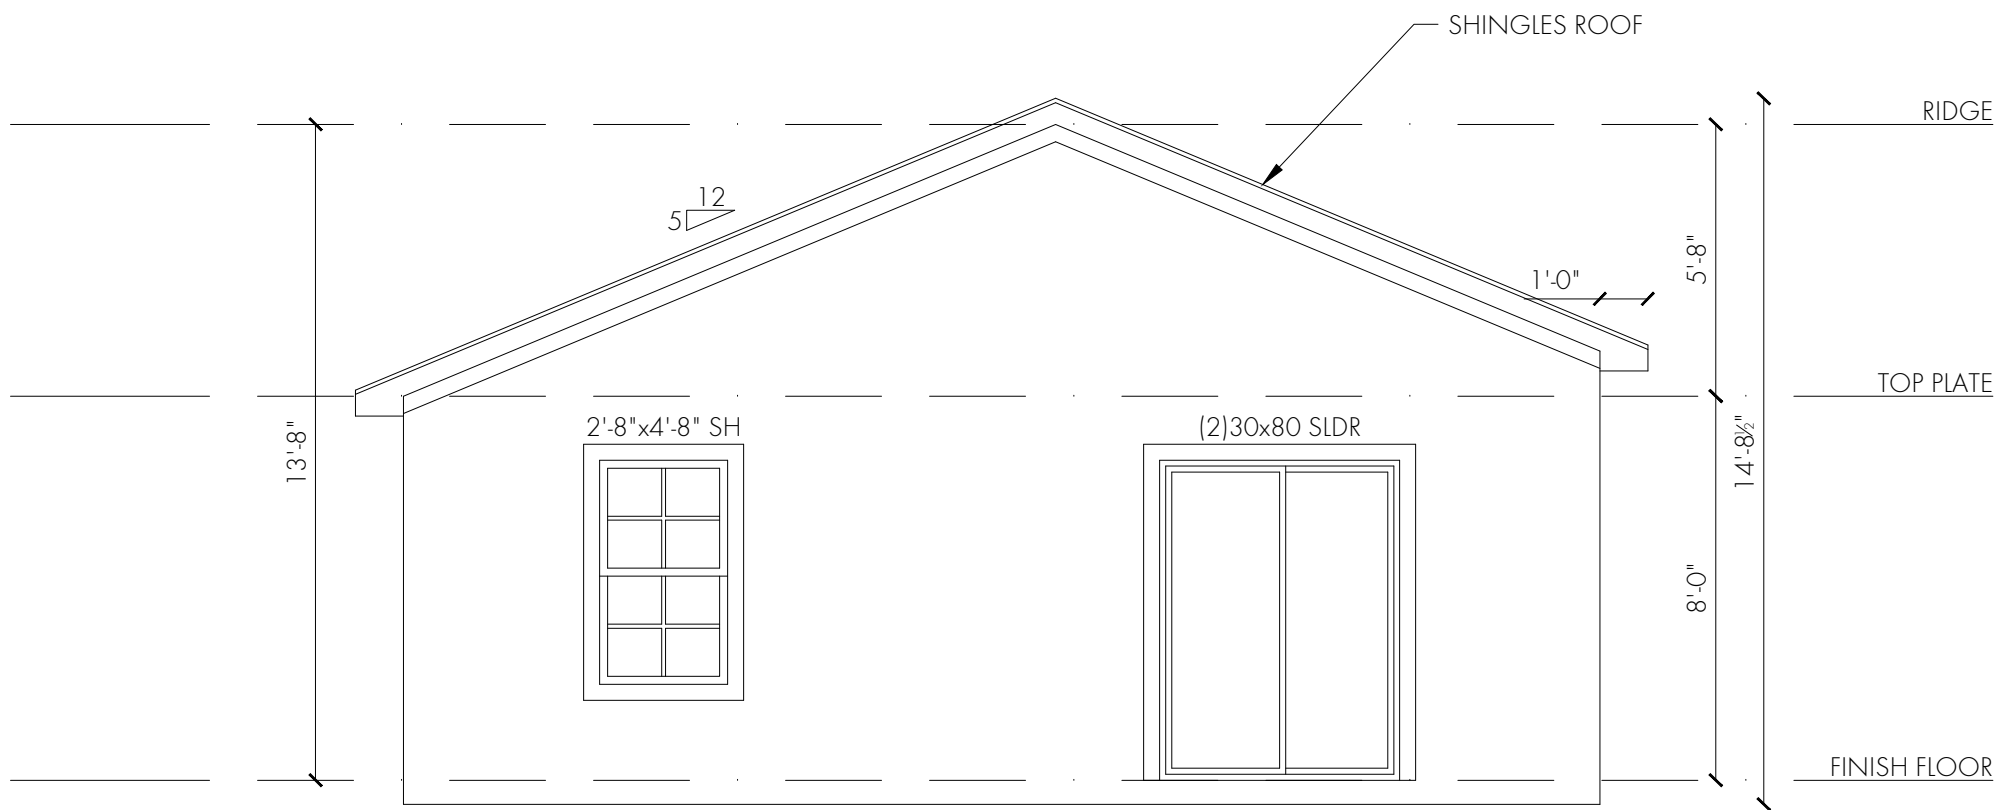 SHINGLES ROOF
RIDGE
12
5
5'-8"
1'-0"
TOP PLATE
2'-8"x4'-8" SH
(2)30x80 SLDR
13'-8"
14'-8½"
8'-0"
FINISH FLOOR